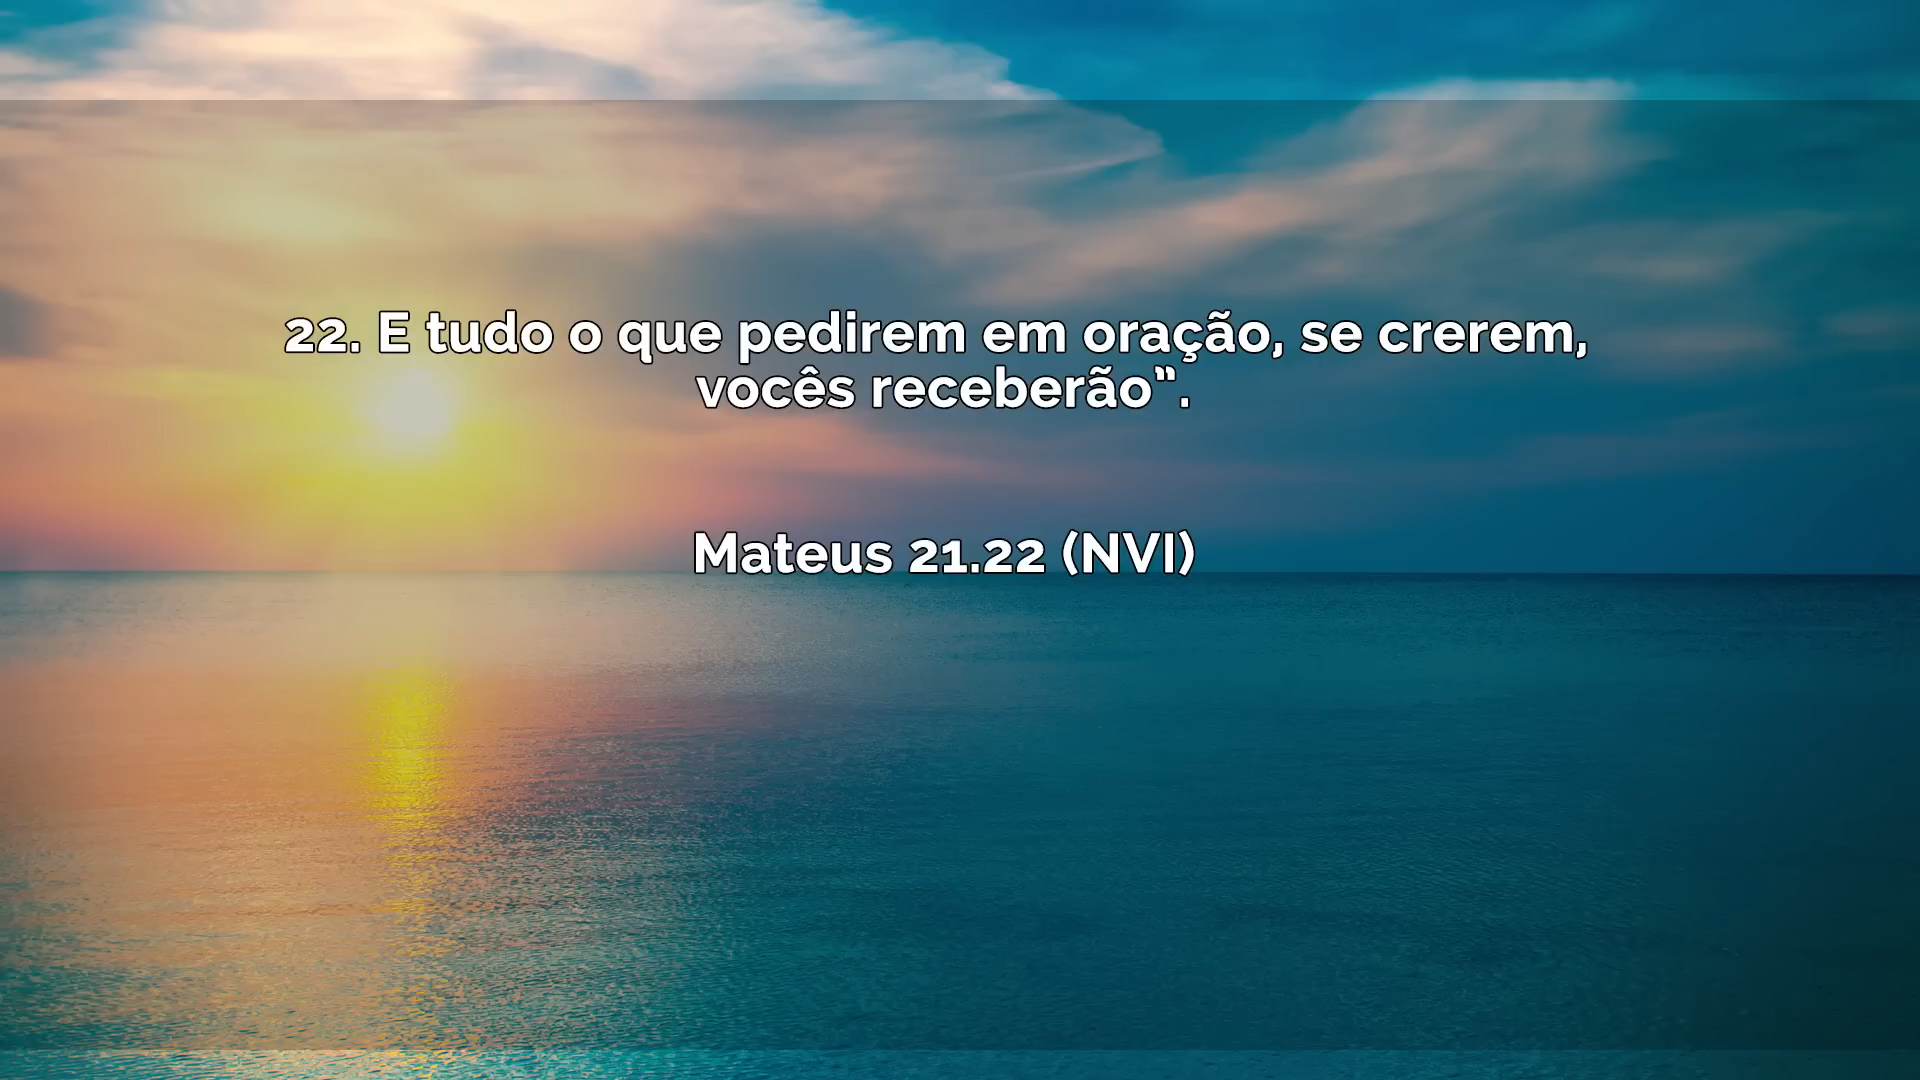 22. E tudo o que pedirem em oração, se crerem,
vocês receberão”.
Mateus 21.22 (NVI)